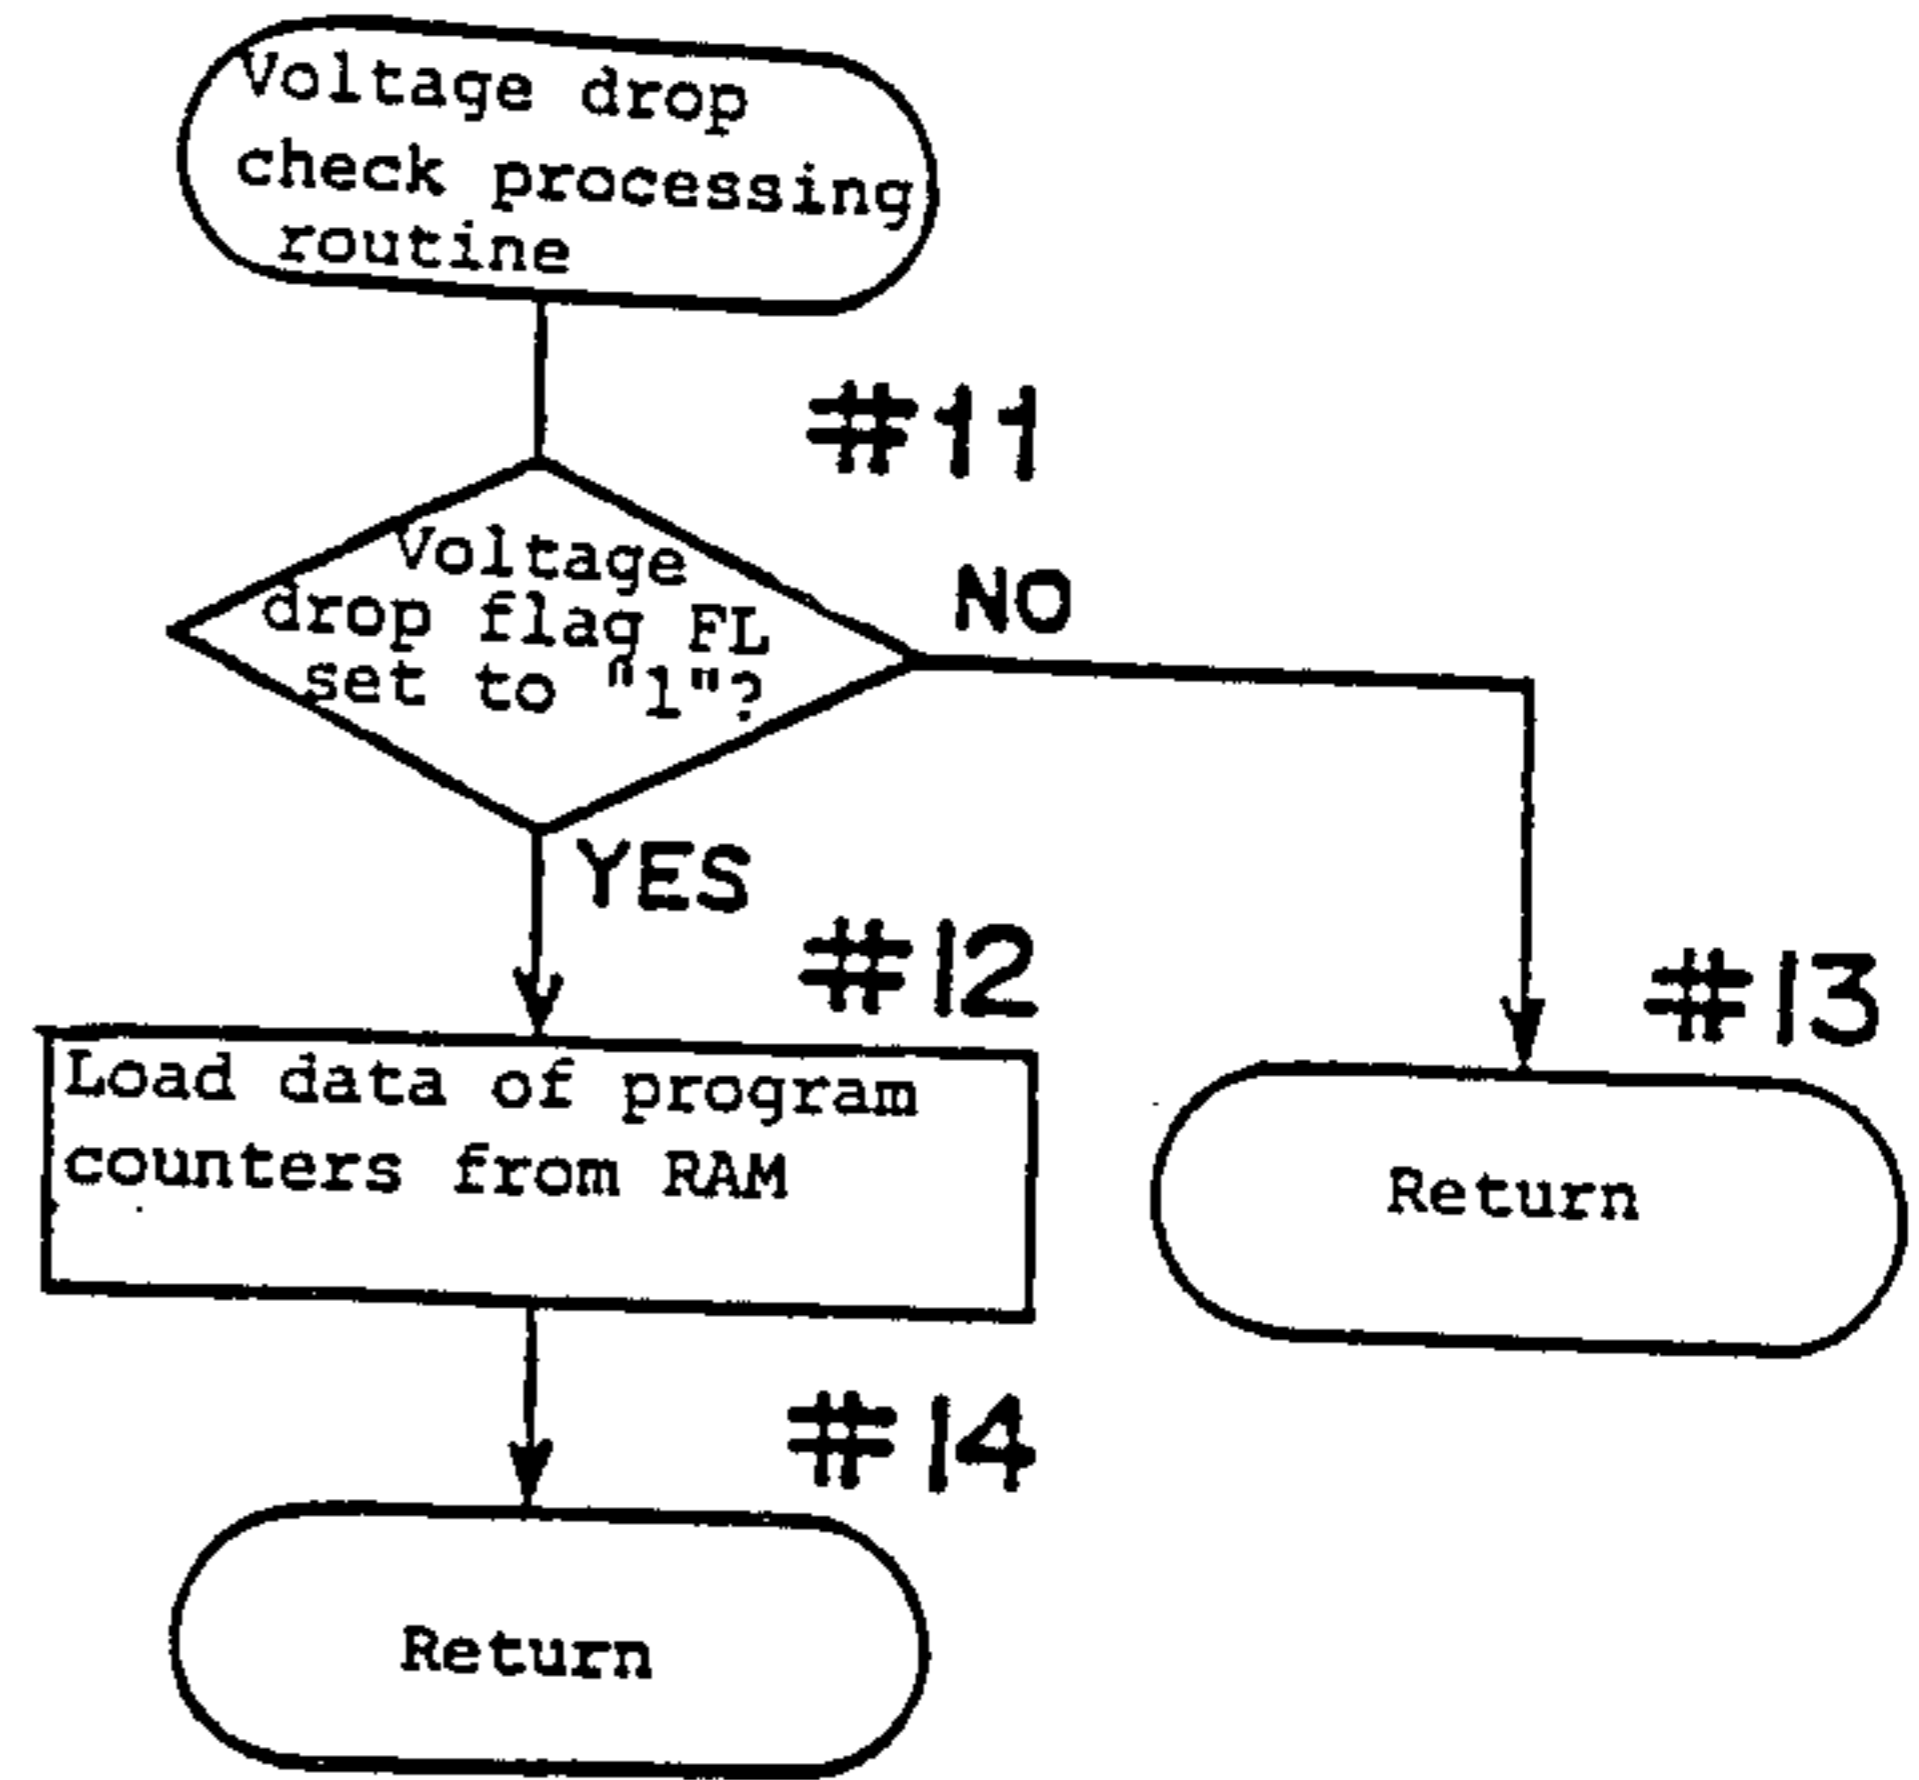 Voltage drop
check processing
routine
#11
Voltage
drop flag FL
set to "1"?
NO
YES
#12
Load data of program
counters from RAM
#13
Return
#14
Return